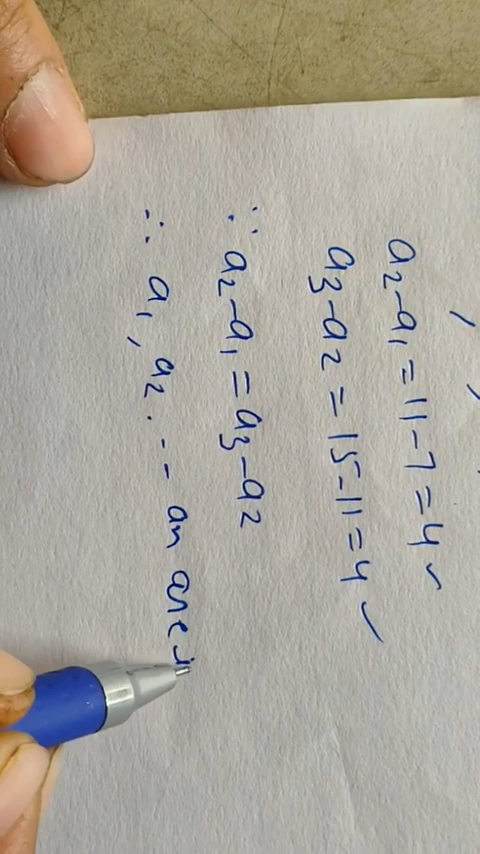 a₂-a₁ = 11-7 = 4 ✓
a₃-a₂ = 15-11 = 4 ✓
∵ a₂-a₁ = a₃-a₂
∴ a₁, a₂ . - - an are i